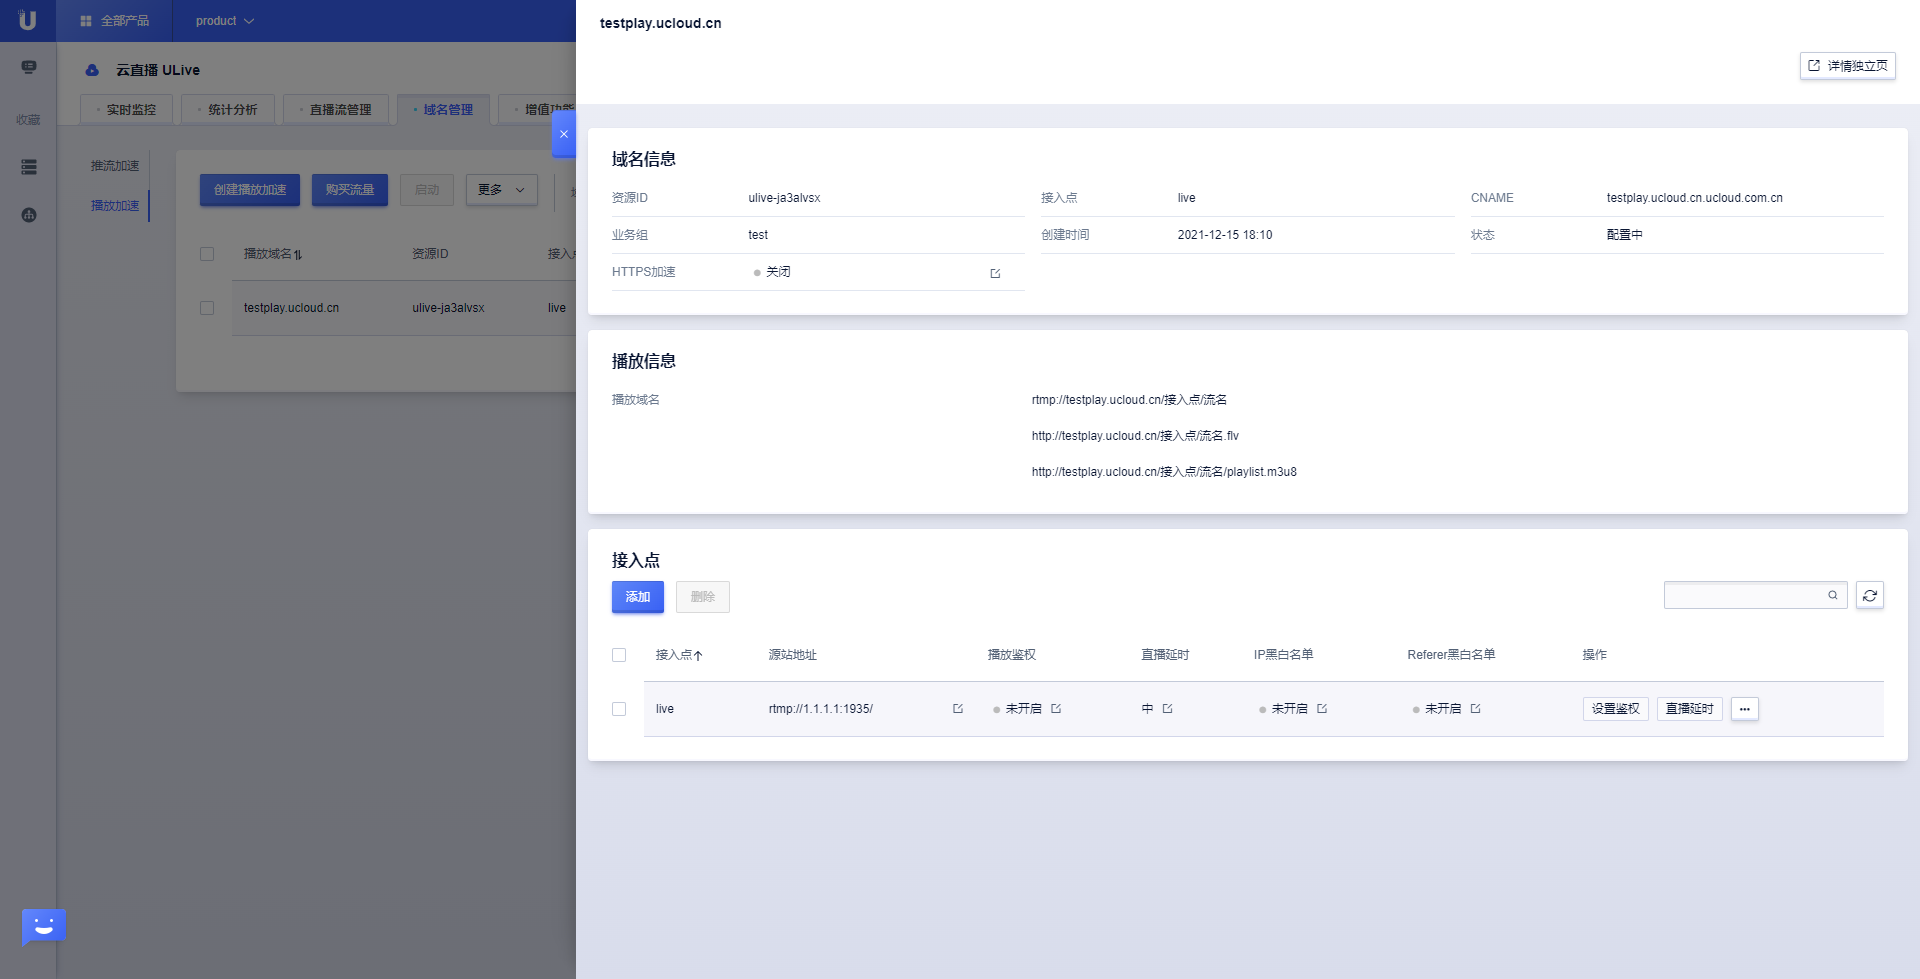 全部产品
product
收藏
云直播 ULive
实时监控
统计分析
直播流管理
域名管理
增值功能
推流加速
播放加速
创建播放加速
购买流量
启动
更多
播放域名
资源ID
接入
testplay.ucloud.cn
ulive-ja3alvsx
live
testplay.ucloud.cn
详情独立页
域名信息
资源ID
ulive-ja3alvsx
接入点
live
CNAME
testplay.ucloud.cn.ucloud.com.cn
业务组
test
创建时间
2021-12-15 18:10
状态
配置中
HTTPS加速
关闭
播放信息
播放域名
rtmp://testplay.ucloud.cn/接入点/流名
http://testplay.ucloud.cn/接入点/流名.flv
http://testplay.ucloud.cn/接入点/流名/playlist.m3u8
接入点
添加
删除
接入点
源站地址
播放鉴权
直播延时
IP黑白名单
Referer黑白名单
操作
live
rtmp://1.1.1.1:1935/
未开启
中
未开启
未开启
设置鉴权
直播延时
...